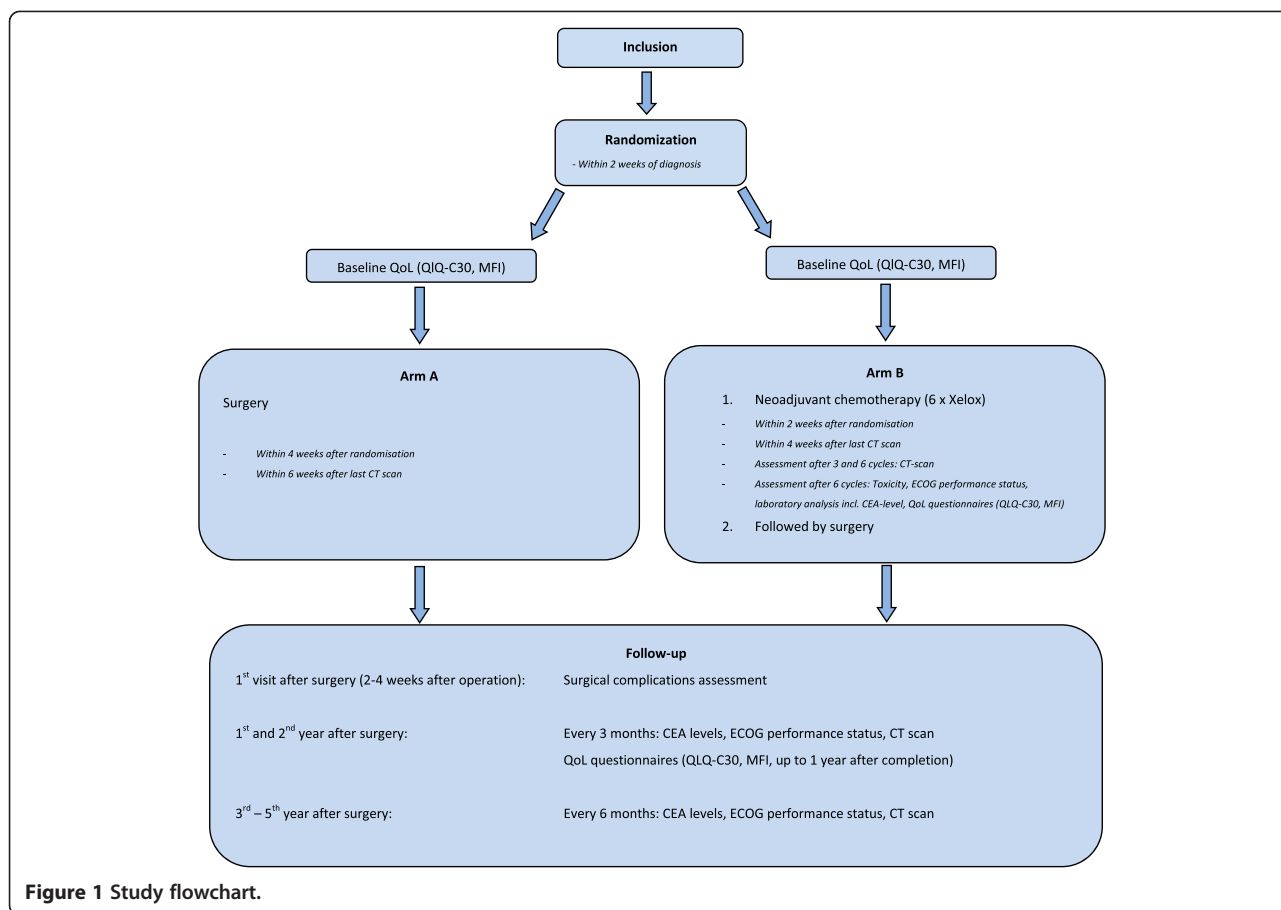 Inclusion
Randomization
- Within 2 weeks of diagnosis
Baseline QoL (QlQ-C30, MFI)
Baseline QoL (QlQ-C30, MFI)
Arm A
Surgery
- Within 4 weeks after randomisation
- Within 6 weeks after last CT scan
Arm B
1. Neoadjuvant chemotherapy (6 x Xelox)
- Within 2 weeks after randomisation
- Within 4 weeks after last CT scan
- Assessment after 3 and 6 cycles: CT-scan
- Assessment after 6 cycles: Toxicity, ECOG performance status,
laboratory analysis incl. CEA-level, QoL questionnaires (QLQ-C30, MFI)
2. Followed by surgery
Follow-up
1st visit after surgery (2-4 weeks after operation): Surgical complications assessment
1st and 2nd year after surgery: Every 3 months: CEA levels, ECOG performance status, CT scan
QoL questionnaires (QLQ-C30, MFI, up to 1 year after completion)
3rd – 5th year after surgery: Every 6 months: CEA levels, ECOG performance status, CT scan
Figure 1 Study flowchart.